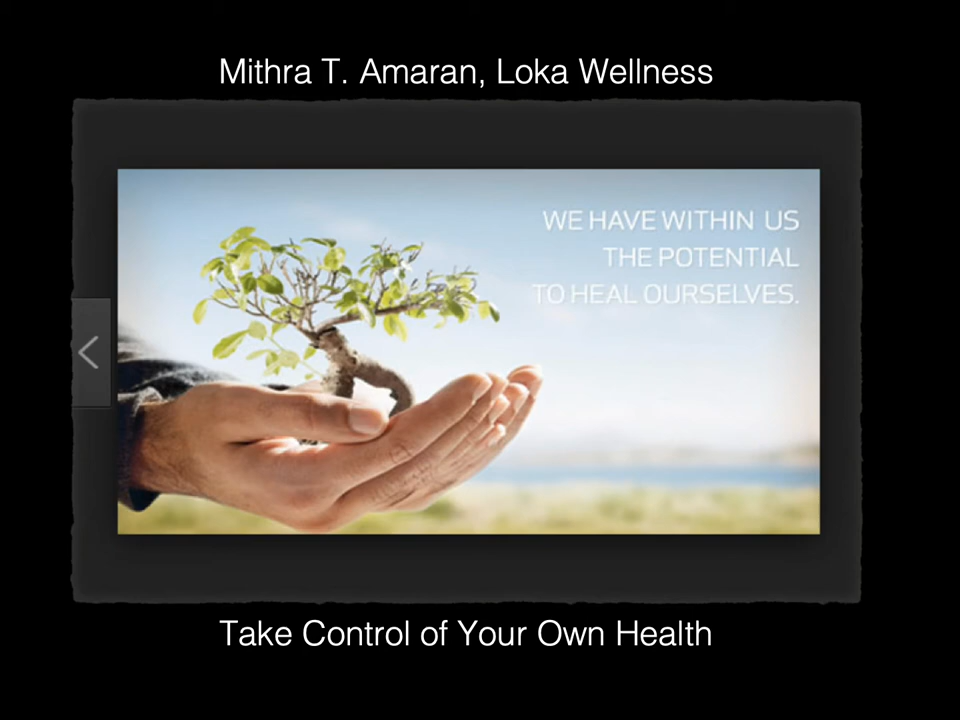 Mithra T. Amaran, Loka Wellness
WE HAVE WITHIN US
THE POTENTIAL
TO HEAL OURSELVES.
Take Control of Your Own Health